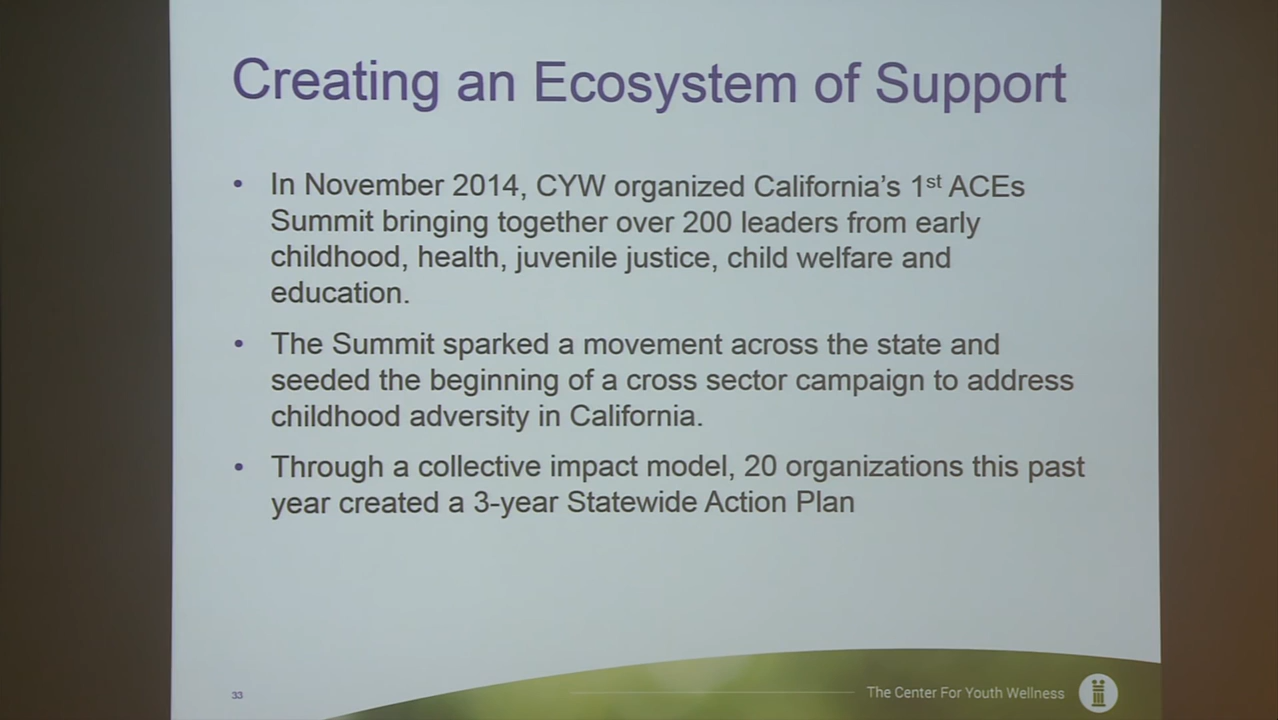 Creating an Ecosystem of Support
• In November 2014, CYW organized California's 1st ACEs
Summit bringing together over 200 leaders from early
childhood, health, juvenile justice, child welfare and
education.
• The Summit sparked a movement across the state and
seeded the beginning of a cross sector campaign to address
childhood adversity in California.
• Through a collective impact model, 20 organizations this past
year created a 3-year Statewide Action Plan
33
The Center For Youth Wellness